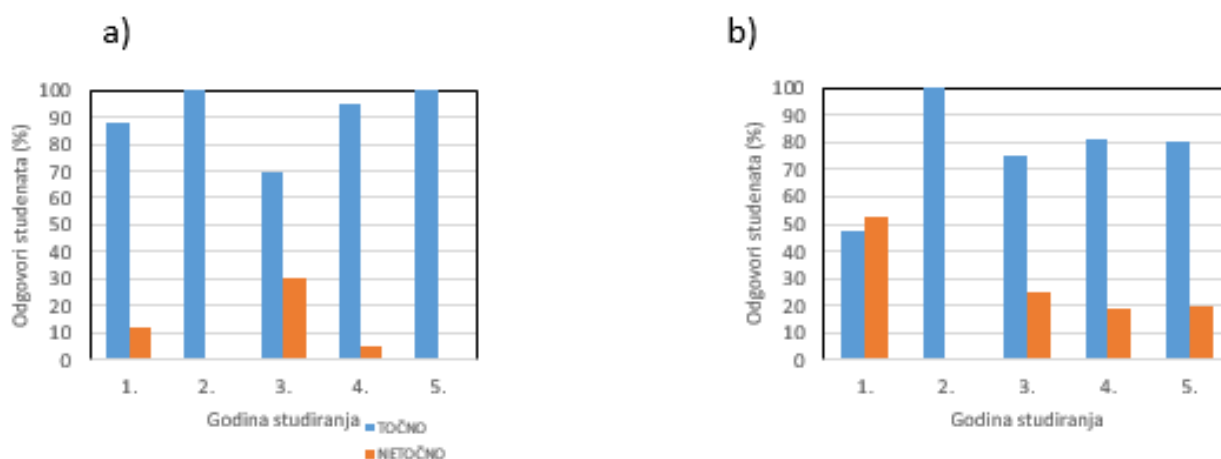 a)
Odgovori studenata (%)
100
90
80
70
60
50
40
30
20
10
0
1. 2. 3. 4. 5.
Godina studiranja
TOČNO
NETOČNO
b)
Odgovori studenata (%)
100
90
80
70
60
50
40
30
20
10
0
1. 2. 3. 4. 5.
Godina studiranja